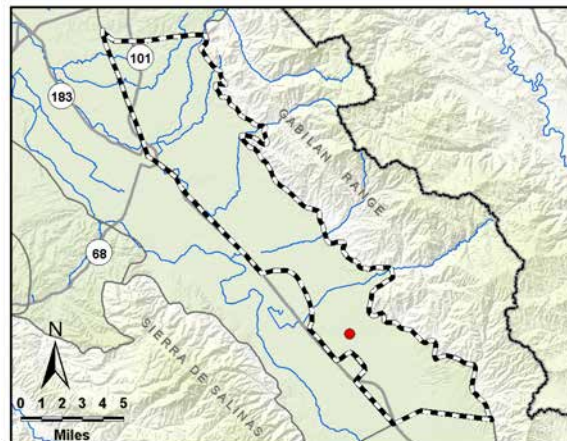 101
183
GABILAN RANGE
68
SIERRA DE SALINAS
N
0 1 2 3 4 5
Miles